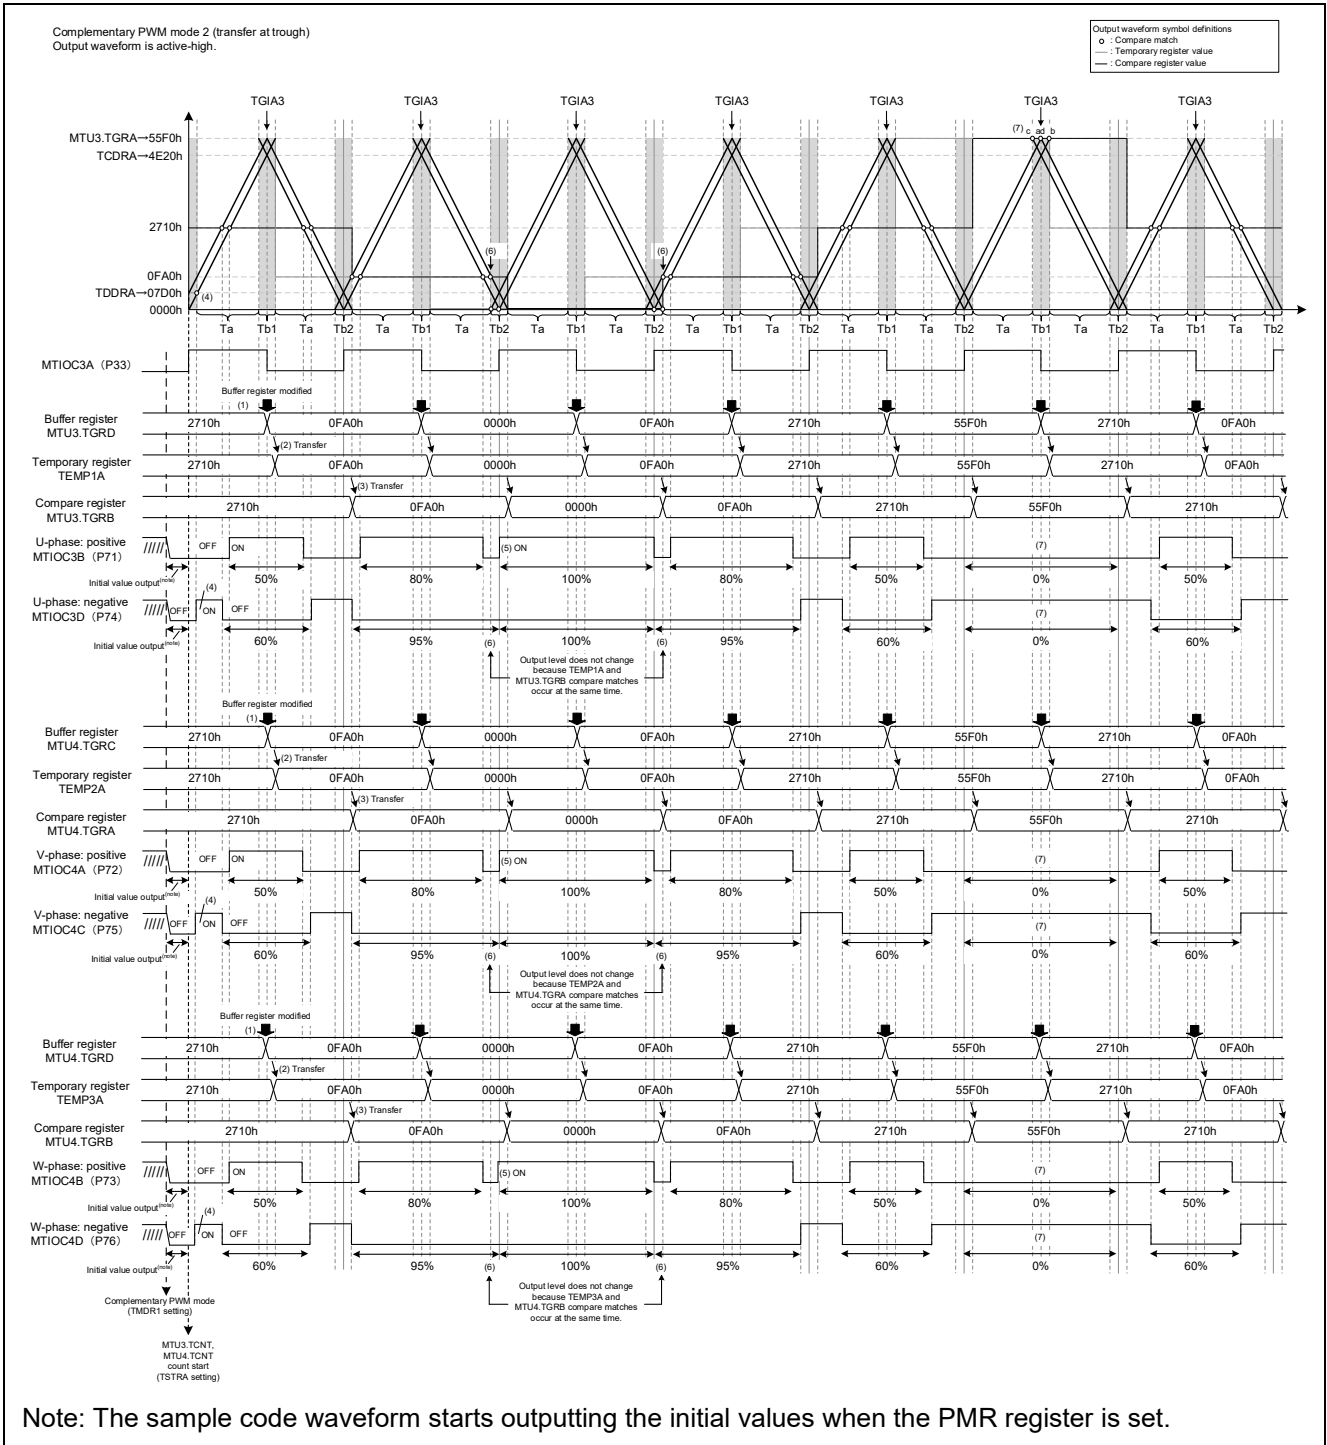 Complementary PWM mode 2 (transfer at trough)
Output waveform is active-high.
Output waveform symbol definitions
: Compare match
: Temporary register value
: Compare register value
TGIA3 TGIA3 TGIA3 TGIA3 TGIA3 TGIA3 TGIA3
MTU3.TGRA→55F0h
(7) c ad b
TCDRA→4E20h
2710h
(6) (6)
0FA0h
TDDRA→07D0h
(4)
0000h
Ta Tb1 Ta Tb2 Ta Tb1 Ta Tb2 Ta Tb1 Ta Tb2 Ta Tb1 Ta Tb2 Ta Tb1 Ta Tb2 Ta Tb1 Ta Tb2 Ta Tb1 Ta Tb2
MTIOC3A (P33)
Buffer register modified
(1)
Buffer register
MTU3.TGRD
2710h 0FA0h 0000h 0FA0h 2710h 55F0h 2710h 0FA0h
(2) Transfer
Temporary register
TEMP1A
2710h 0FA0h 0000h 0FA0h 2710h 55F0h 2710h 0FA0h
(3) Transfer
Compare register
MTU3.TGRB
2710h 0FA0h 0000h 0FA0h 2710h 55F0h 2710h
U-phase: positive
MTIOC3B (P71)
OFF ON (5) ON (7)
Initial value output(note)
50% 80% 100% 80% 50% 0% 50%
(4)
U-phase: negative
MTIOC3D (P74)
OFF ON OFF (7)
Initial value output(note)
60% 95% (6) 100% (6) 95% 60% 0% 60%
Output level does not change
because TEMP1A and
MTU3.TGRB compare matches
occur at the same time.
Buffer register modified
(1)
Buffer register
MTU4.TGRC
2710h 0FA0h 0000h 0FA0h 2710h 55F0h 2710h 0FA0h
(2) Transfer
Temporary register
TEMP2A
2710h 0FA0h 0000h 0FA0h 2710h 55F0h 2710h 0FA0h
(3) Transfer
Compare register
MTU4.TGRA
2710h 0FA0h 0000h 0FA0h 2710h 55F0h 2710h
V-phase: positive
MTIOC4A (P72)
OFF ON (5) ON (7)
Initial value output(note)
50% 80% 100% 80% 50% 0% 50%
(4)
V-phase: negative
MTIOC4C (P75)
OFF ON OFF (7)
Initial value output(note)
60% 95% (6) 100% (6) 95% 60% 0% 60%
Output level does not change
because TEMP2A and
MTU4.TGRA compare matches
occur at the same time.
Buffer register modified
(1)
Buffer register
MTU4.TGRD
2710h 0FA0h 0000h 0FA0h 2710h 55F0h 2710h 0FA0h
(2) Transfer
Temporary register
TEMP3A
2710h 0FA0h 0000h 0FA0h 2710h 55F0h 2710h 0FA0h
(3) Transfer
Compare register
MTU4.TGRB
2710h 0FA0h 0000h 0FA0h 2710h 55F0h 2710h
W-phase: positive
MTIOC4B (P73)
OFF ON (5) ON (7)
Initial value output(note)
50% 80% 100% 80% 50% 0% 50%
(4)
W-phase: negative
MTIOC4D (P76)
OFF ON OFF (7)
Initial value output(note)
60% 95% (6) 100% (6) 95% 60% 0% 60%
Output level does not change
because TEMP3A and
MTU4.TGRB compare matches
occur at the same time.
Complementary PWM mode
(TMDR1 setting)
MTU3.TCNT,
MTU4.TCNT
count start
(TSTRA setting)
Note: The sample code waveform starts outputting the initial values when the PMR register is set.